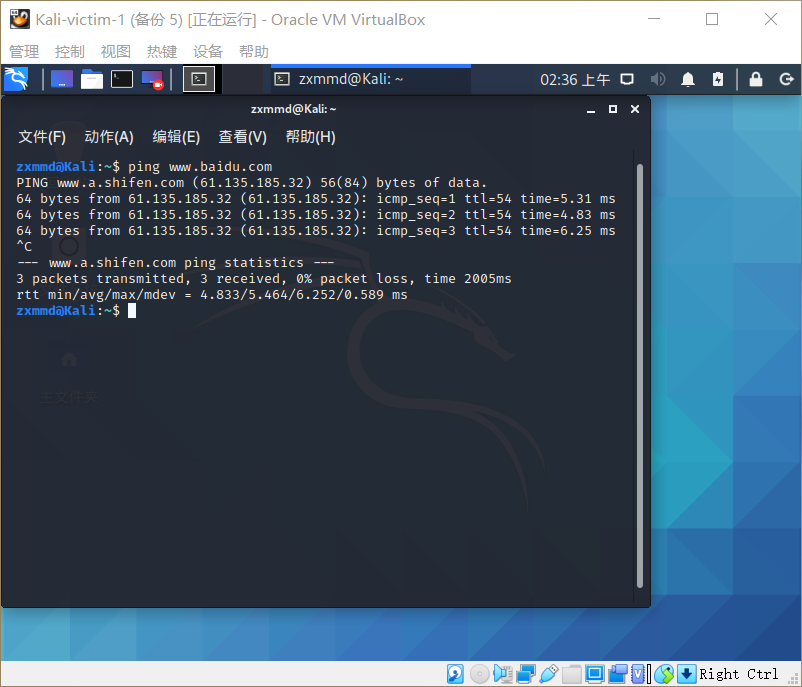 Kali-victim-1 (备份 5) [正在运行] - Oracle VM VirtualBox
管理 控制 视图 热键 设备 帮助
zxmmd@Kali: ~ 02:36 上午
zxmmd@Kali: ~
文件(F) 动作(A) 编辑(E) 查看(V) 帮助(H)
zxmmd@Kali:~$ ping www.baidu.com
PING www.a.shifen.com (61.135.185.32) 56(84) bytes of data.
64 bytes from 61.135.185.32 (61.135.185.32): icmp_seq=1 ttl=54 time=5.31 ms
64 bytes from 61.135.185.32 (61.135.185.32): icmp_seq=2 ttl=54 time=4.83 ms
64 bytes from 61.135.185.32 (61.135.185.32): icmp_seq=3 ttl=54 time=6.25 ms
^C
--- www.a.shifen.com ping statistics ---
3 packets transmitted, 3 received, 0% packet loss, time 2005ms
rtt min/avg/max/mdev = 4.833/5.464/6.252/0.589 ms
zxmmd@Kali:~$
主文件夹
Right Ctrl